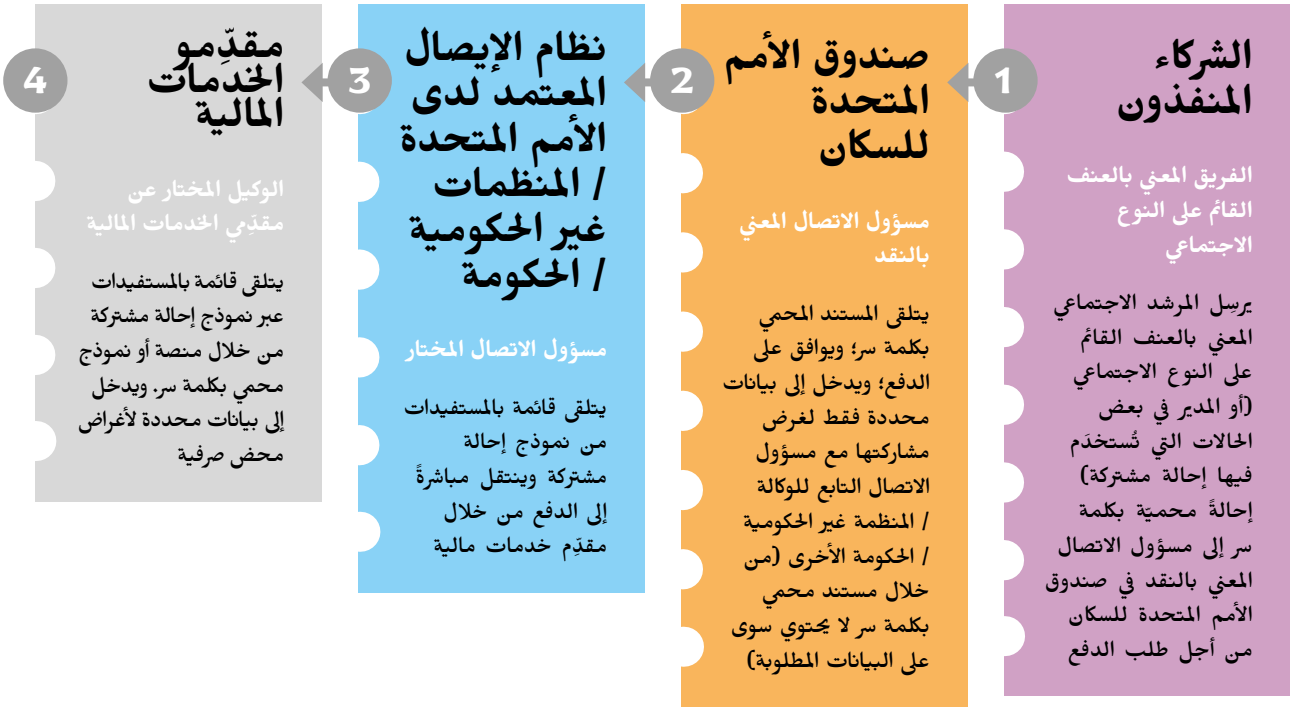 1
الشركاء
المنفذون
الفريق المعني بالعنف
القائم على النوع
الاجتماعي
يرسِل المرشد الاجتماعي
المعني بالعنف القائم
على النوع الاجتماعي
(أو المدير في بعض
الحالات التي تُستخدَم
فيها إحالة مشتركة)
إحالةً محميّة بكلمة
سر إلى مسؤول الاتصال
المعني بالنقد في صندوق
الأمم المتحدة للسكان
من أجل طلب الدفع
2
صندوق الأمم
المتحدة
للسكان
مسؤول الاتصال المعني
بالنقد
يتلقى المستند المحمي
بكلمة سر؛ ويوافق على
الدفع؛ ويدخل إلى بيانات
محددة فقط لغرض
مشاركتها مع مسؤول
الاتصال التابع للوكالة
/ المنظمة غير الحكومية
/ الحكومة الأخرى (من
خلال مستند محمي
بكلمة سر لا يحتوي سوى
على البيانات المطلوبة)
3
نظام الإيصال
المعتمد لدى
الأمم المتحدة
/ المنظمات
غير الحكومية
/ الحكومة
مسؤول الاتصال المختار
يتلقى قائمة بالمستفيدات
من نموذج إحالة
مشتركة وينتقل مباشرةً
إلى الدفع من خلال
مقدِّم خدمات مالية
4
مقدّمو
الخدمات
المالية
الوكيل المختار عن
مقدِّمي الخدمات المالية
يتلقى قائمة بالمستفيدات
عبر نموذج إحالة مشتركة
من خلال منصة أو نموذج
محمي بكلمة سر. ويدخل
إلى بيانات محددة لأغراض
محض صرفية